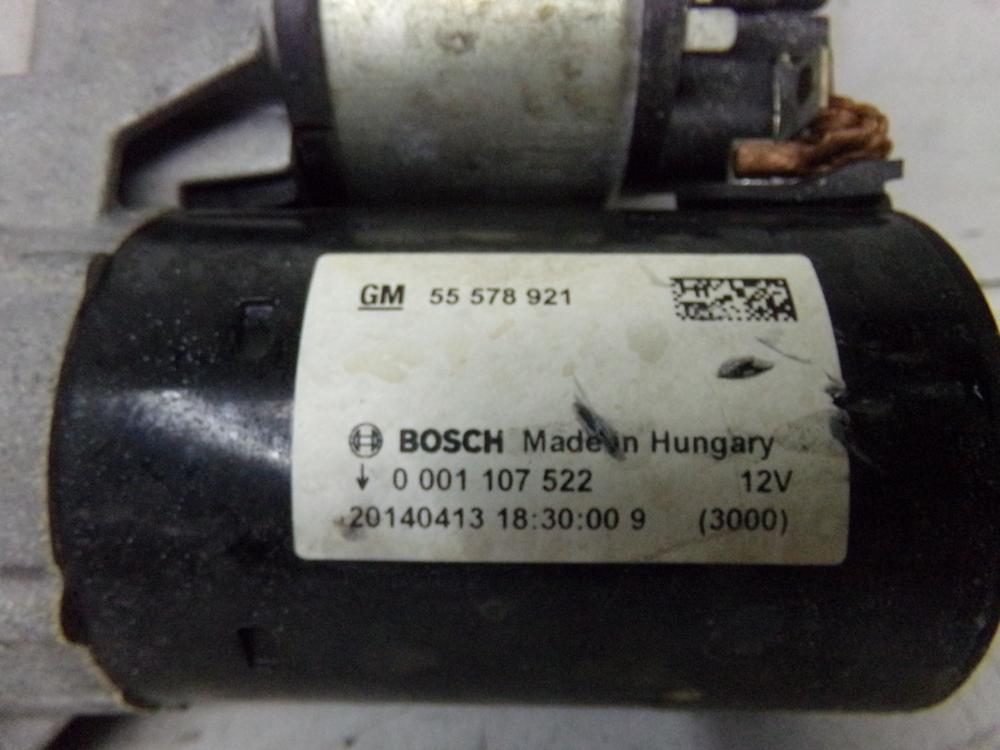 GM 55 578 921
BOSCH Made in Hungary
↓ 0 001 107 522 12V
20140413 18:30:00 9 (3000)